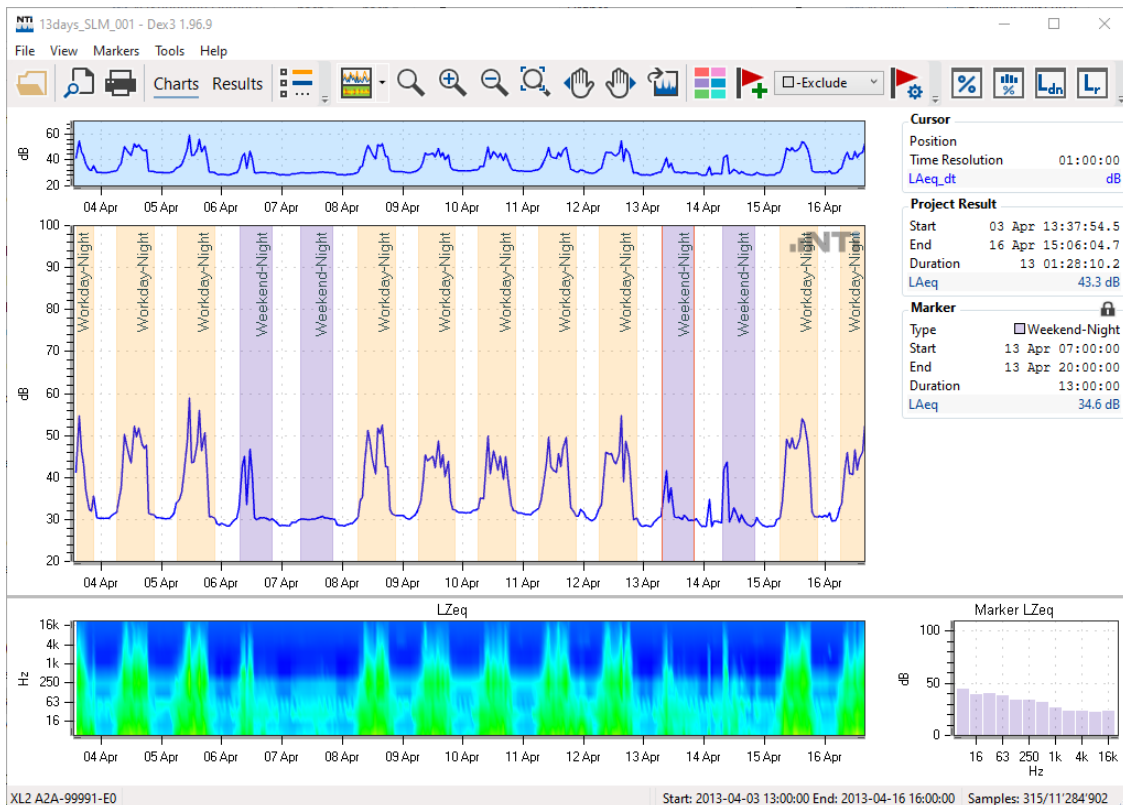 13days_SLM_001 - Dex3 1.96.9
File View Markers Tools Help
Charts Results -Exclude % % Ldn Lr
Cursor
Position
Time Resolution 01:00:00
LAeq_dt dB
Project Result
Start 03 Apr 13:37:54.5
End 16 Apr 15:06:04.7
Duration 13 01:28:10.2
LAeq 43.3 dB
Marker
Type Weekend-Night
Start 13 Apr 07:00:00
End 13 Apr 20:00:00
Duration 13:00:00
LAeq 34.6 dB
dB
60
40
20
04 Apr 05 Apr 06 Apr 07 Apr 08 Apr 09 Apr 10 Apr 11 Apr 12 Apr 13 Apr 14 Apr 15 Apr 16 Apr
NTi
Workday-Night Workday-Night Workday-Night Weekend-Night Weekend-Night Workday-Night Workday-Night Workday-Night Workday-Night Workday-Night Weekend-Night Weekend-Night Workday-Night Workday-Night
dB
100
90
80
70
60
50
40
30
20
04 Apr 05 Apr 06 Apr 07 Apr 08 Apr 09 Apr 10 Apr 11 Apr 12 Apr 13 Apr 14 Apr 15 Apr 16 Apr
LZeq
Hz
16k
4k
1k
250
63
16
04 Apr 05 Apr 06 Apr 07 Apr 08 Apr 09 Apr 10 Apr 11 Apr 12 Apr 13 Apr 14 Apr 15 Apr 16 Apr
Marker LZeq
dB
100
50
0
16 63 250 1k 4k 16k
Hz
XL2 A2A-99991-E0 Start: 2013-04-03 13:00:00 End: 2013-04-16 16:00:00 Samples: 315/11'284'902